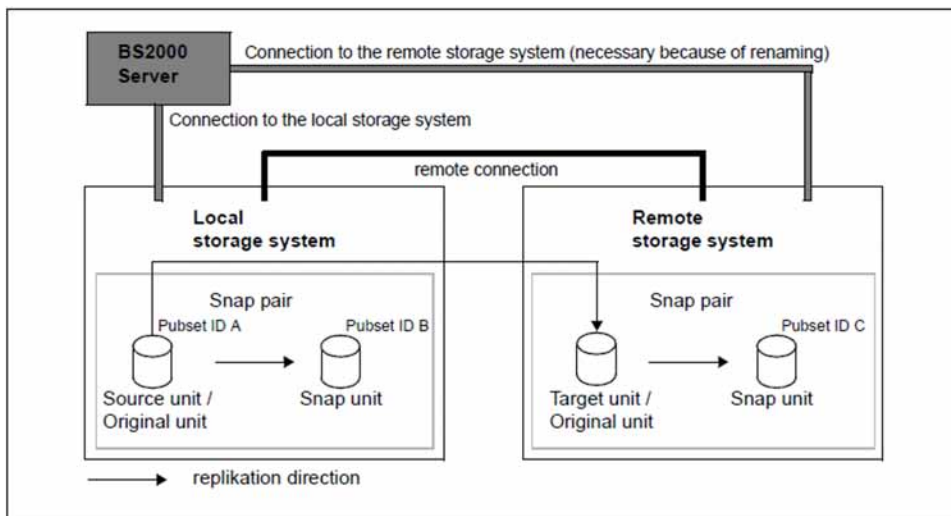 BS2000
Server
Connection to the remote storage system (necessary because of renaming)
Connection to the local storage system
remote connection
Local
storage system
Remote
storage system
Snap pair
Pubset ID A
Pubset ID B
Source unit /
Original unit
Snap unit
Snap pair
Pubset ID C
Target unit /
Original unit
Snap unit
replikation direction